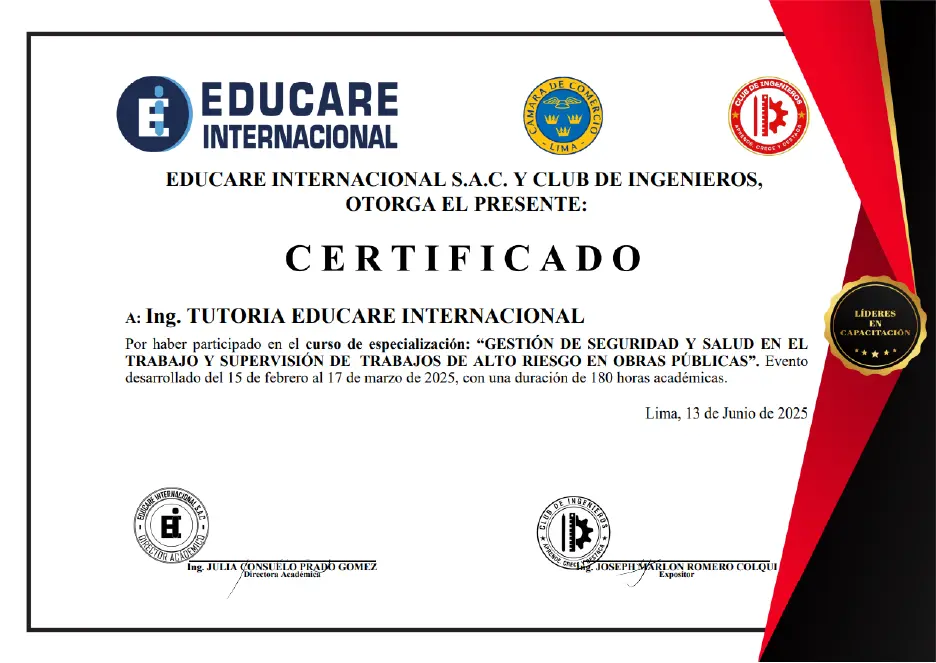 EDUCARE
INTERNACIONAL
CÁMARA DE COMERCIO
- LIMA -
CLUB DE INGENIEROS
APRENDE, CRECE Y DESTACA
EDUCARE INTERNACIONAL S.A.C. Y CLUB DE INGENIEROS,
OTORGA EL PRESENTE:
CERTIFICADO
A: Ing. TUTORIA EDUCARE INTERNACIONAL
Por haber participado en el curso de especialización: “GESTIÓN DE SEGURIDAD Y SALUD EN EL
TRABAJO Y SUPERVISIÓN DE TRABAJOS DE ALTO RIESGO EN OBRAS PÚBLICAS”. Evento
desarrollado del 15 de febrero al 17 de marzo de 2025, con una duración de 180 horas académicas.
LÍDERES
EN
CAPACITACIÓN
Lima, 13 de Junio de 2025
EDUCARE INTERNACIONAL S.A.C
DIRECTOR ACADÉMICO
Ing. JULIA CONSUELO PRADO GOMEZ
Directora Académica
CLUB DE INGENIEROS
APRENDE, CRECE Y DESTACA
Ing. JOSEPH MARLON ROMERO COLQUI
Expositor